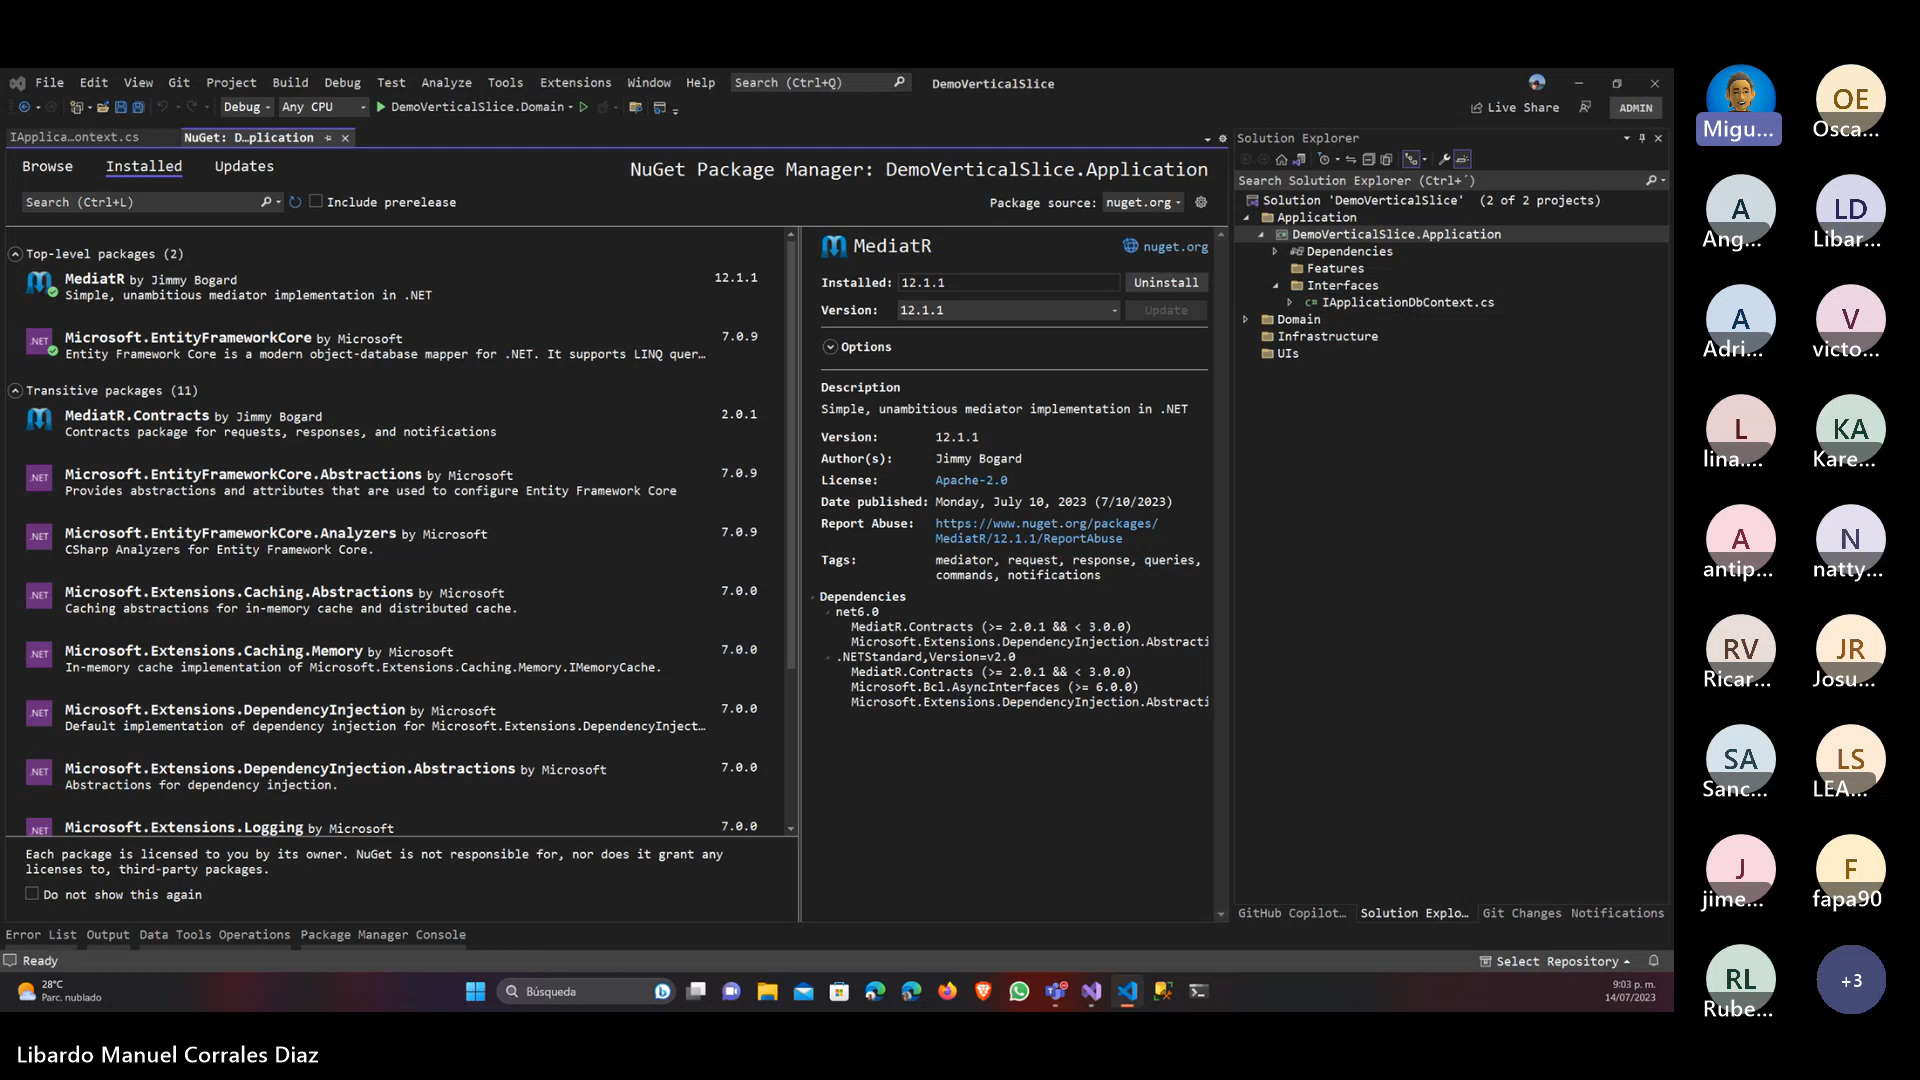 File Edit View Git Project Build Debug Test Analyze Tools Extensions Window Help Search (Ctrl+Q) DemoVerticalSlice
Debug Any CPU DemoVerticalSlice.Domain Live Share ADMIN
IApplica...ontext.cs NuGet: D...plication
Browse Installed Updates NuGet Package Manager: DemoVerticalSlice.Application
Search (Ctrl+L) Include prerelease Package source: nuget.org
Top-level packages (2)
MediatR by Jimmy Bogard 12.1.1
Simple, unambitious mediator implementation in .NET
.NET Microsoft.EntityFrameworkCore by Microsoft 7.0.9
Entity Framework Core is a modern object-database mapper for .NET. It supports LINQ quer...
Transitive packages (11)
MediatR.Contracts by Jimmy Bogard 2.0.1
Contracts package for requests, responses, and notifications
.NET Microsoft.EntityFrameworkCore.Abstractions by Microsoft 7.0.9
Provides abstractions and attributes that are used to configure Entity Framework Core
.NET Microsoft.EntityFrameworkCore.Analyzers by Microsoft 7.0.9
CSharp Analyzers for Entity Framework Core.
.NET Microsoft.Extensions.Caching.Abstractions by Microsoft 7.0.0
Caching abstractions for in-memory cache and distributed cache.
.NET Microsoft.Extensions.Caching.Memory by Microsoft 7.0.0
In-memory cache implementation of Microsoft.Extensions.Caching.Memory.IMemoryCache.
.NET Microsoft.Extensions.DependencyInjection by Microsoft 7.0.0
Default implementation of dependency injection for Microsoft.Extensions.DependencyInject...
.NET Microsoft.Extensions.DependencyInjection.Abstractions by Microsoft 7.0.0
Abstractions for dependency injection.
.NET Microsoft.Extensions.Logging by Microsoft 7.0.0
Each package is licensed to you by its owner. NuGet is not responsible for, nor does it grant any
licenses to, third-party packages.
Do not show this again
MediatR nuget.org
Installed: 12.1.1 Uninstall
Version: 12.1.1 Update
Options
Description
Simple, unambitious mediator implementation in .NET
Version: 12.1.1
Author(s): Jimmy Bogard
License: Apache-2.0
Date published: Monday, July 10, 2023 (7/10/2023)
Report Abuse: https://www.nuget.org/packages/
MediatR/12.1.1/ReportAbuse
Tags: mediator, request, response, queries,
commands, notifications
Dependencies
net6.0
MediatR.Contracts (>= 2.0.1 && < 3.0.0)
Microsoft.Extensions.DependencyInjection.Abstracti
.NETStandard,Version=v2.0
MediatR.Contracts (>= 2.0.1 && < 3.0.0)
Microsoft.Bcl.AsyncInterfaces (>= 6.0.0)
Microsoft.Extensions.DependencyInjection.Abstracti
Solution Explorer
Search Solution Explorer (Ctrl+´)
Solution 'DemoVerticalSlice' (2 of 2 projects)
Application
DemoVerticalSlice.Application
Dependencies
Features
Interfaces
C# IApplicationDbContext.cs
Domain
Infrastructure
UIs
GitHub Copilot... Solution Explo... Git Changes Notifications
Error List Output Data Tools Operations Package Manager Console
Ready Select Repository
28°C
Parc. nublado
Búsqueda
9:03 p. m.
14/07/2023
Migu...
OE
Osca...
A
Ang...
LD
Libar...
A
Adri...
V
victo...
L
lina....
KA
Kare...
A
antip...
N
natty...
RV
Ricar...
JR
Josu...
SA
Sanc...
LS
LEA...
J
jime...
F
fapa90
RL
Rube...
+3
Libardo Manuel Corrales Diaz